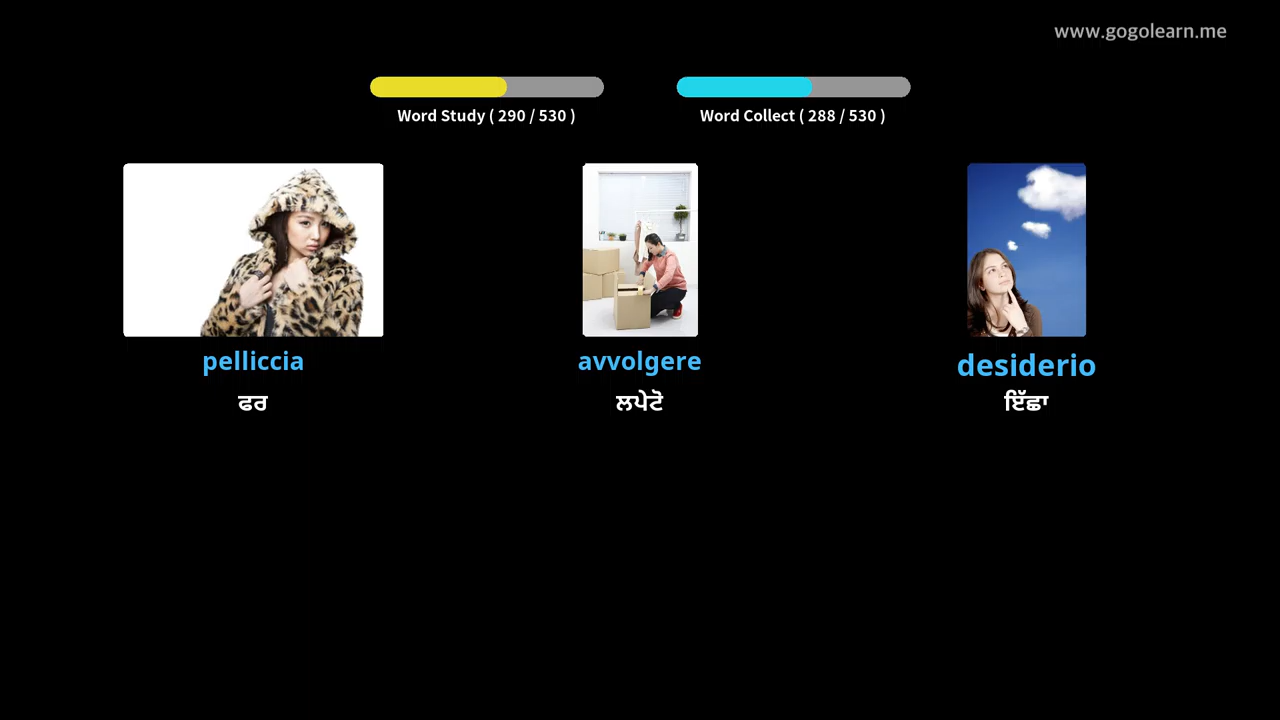 www.gogolearn.me
Word Study ( 290 / 530 )
Word Collect ( 288 / 530 )
pelliccia
avvolgere
desiderio
ਫਰ
ਲਪੇਟੋ
ਇੱਛਾ